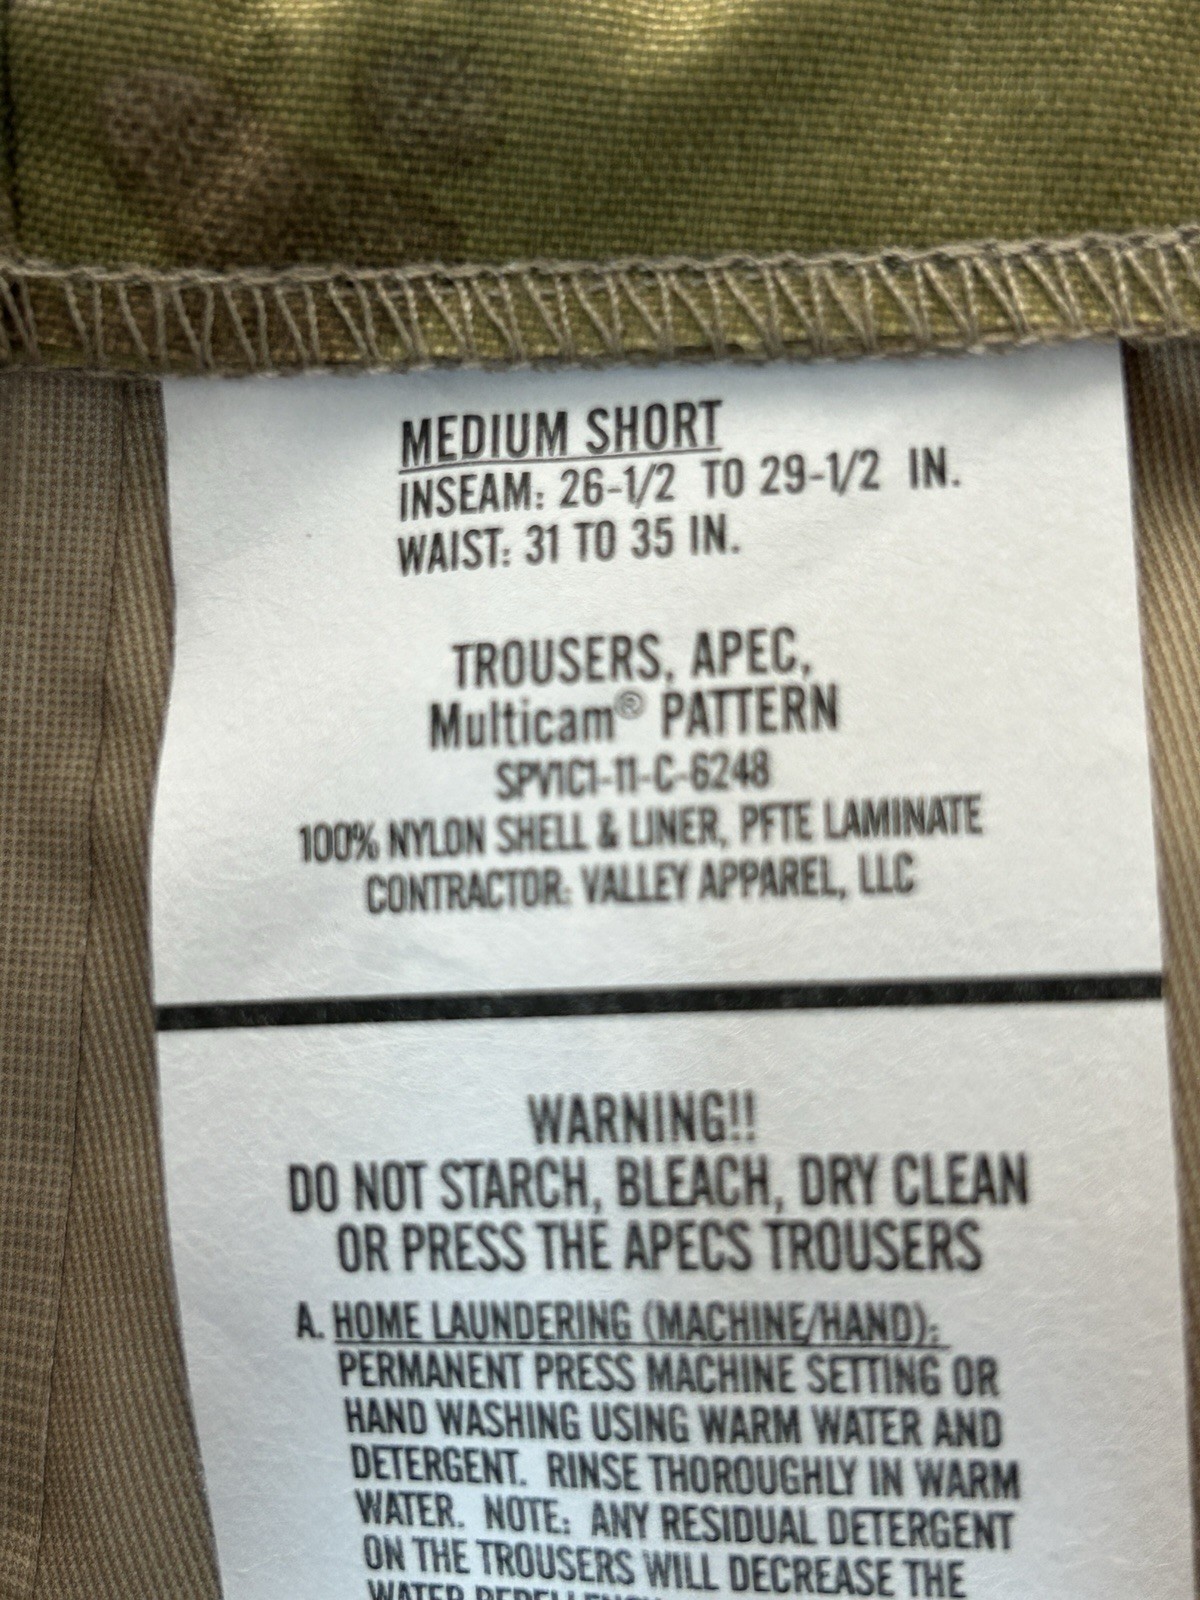 MEDIUM SHORT
INSEAM: 26-1/2 TO 29-1/2 IN.
WAIST: 31 TO 35 IN.
TROUSERS, APEC,
Multicam® PATTERN
SPV1C1-11-C-6248
100% NYLON SHELL & LINER, PFTE LAMINATE
CONTRACTOR: VALLEY APPAREL, LLC
WARNING!!
DO NOT STARCH, BLEACH, DRY CLEAN
OR PRESS THE APECS TROUSERS
A. HOME LAUNDERING (MACHINE/HAND):
PERMANENT PRESS MACHINE SETTING OR
HAND WASHING USING WARM WATER AND
DETERGENT. RINSE THOROUGHLY IN WARM
WATER. NOTE: ANY RESIDUAL DETERGENT
ON THE TROUSERS WILL DECREASE THE
WATER REPELLENCY